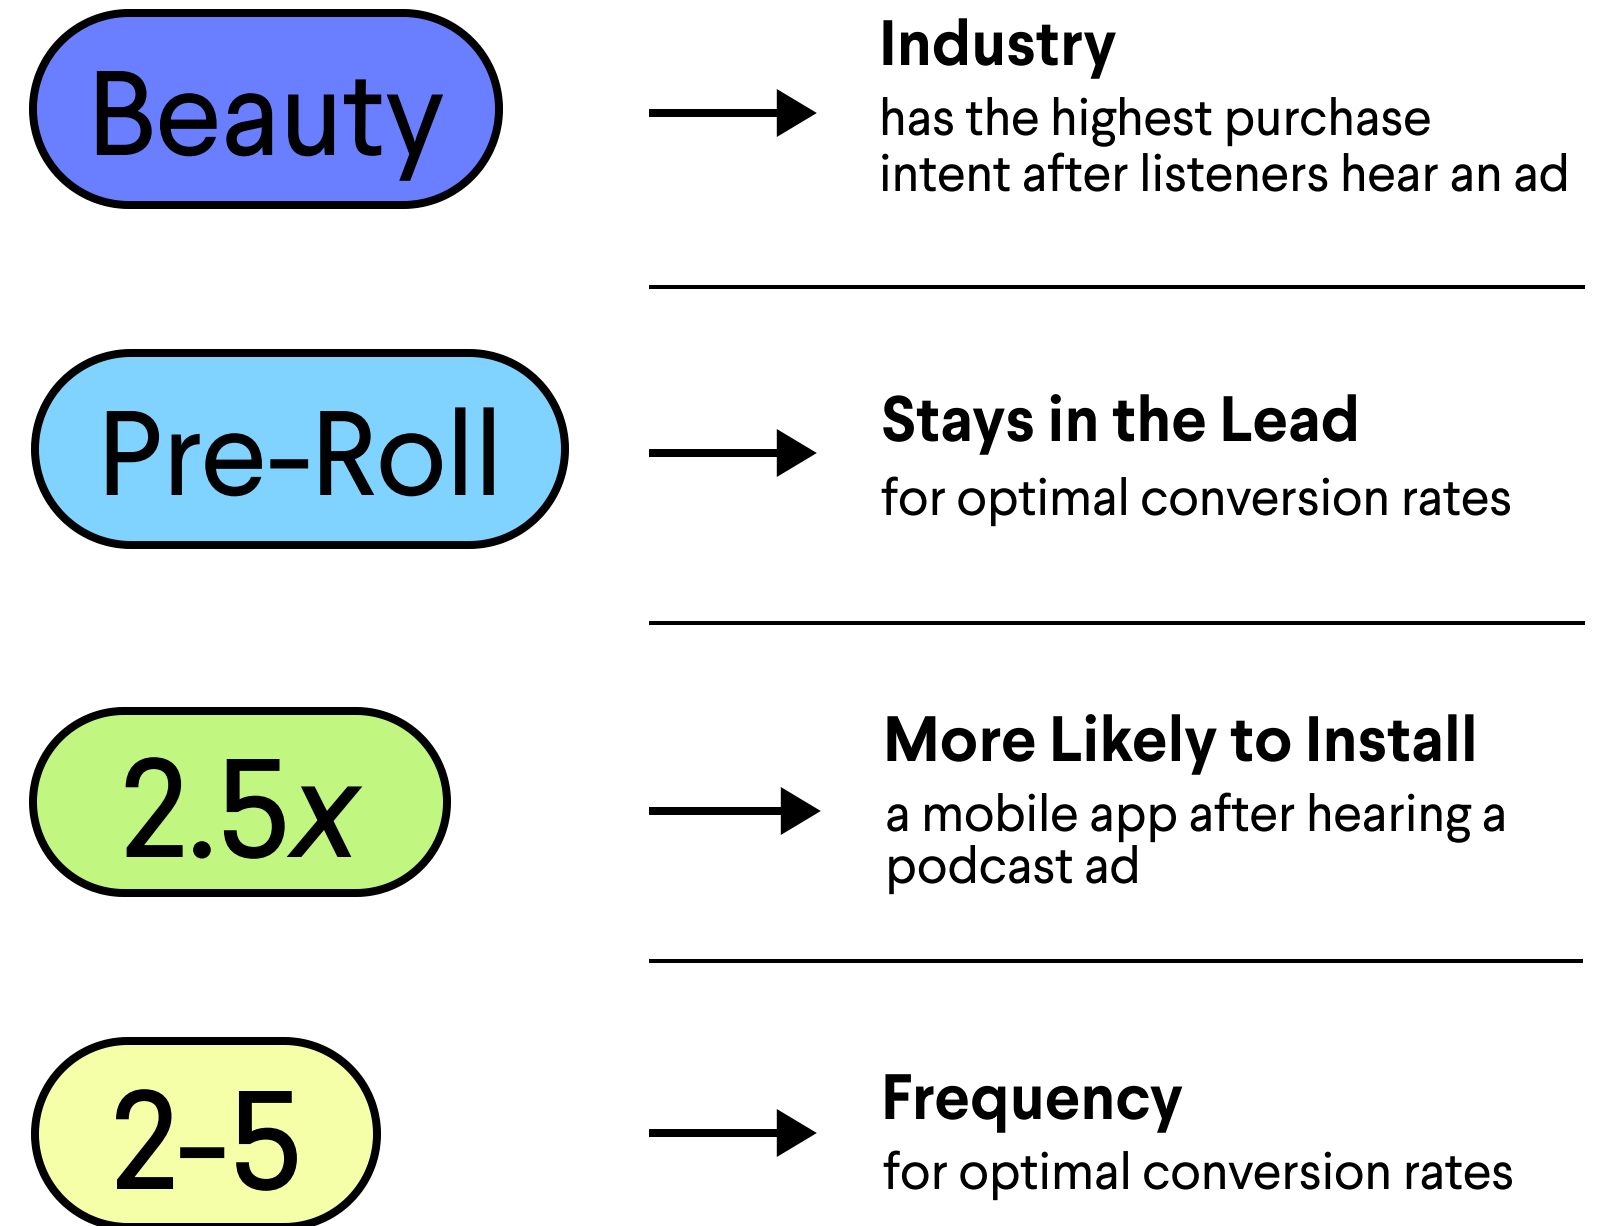 Beauty
Industry
has the highest purchase
intent after listeners hear an ad
Pre-Roll
Stays in the Lead
for optimal conversion rates
2.5x
More Likely to Install
a mobile app after hearing a
podcast ad
2-5
Frequency
for optimal conversion rates